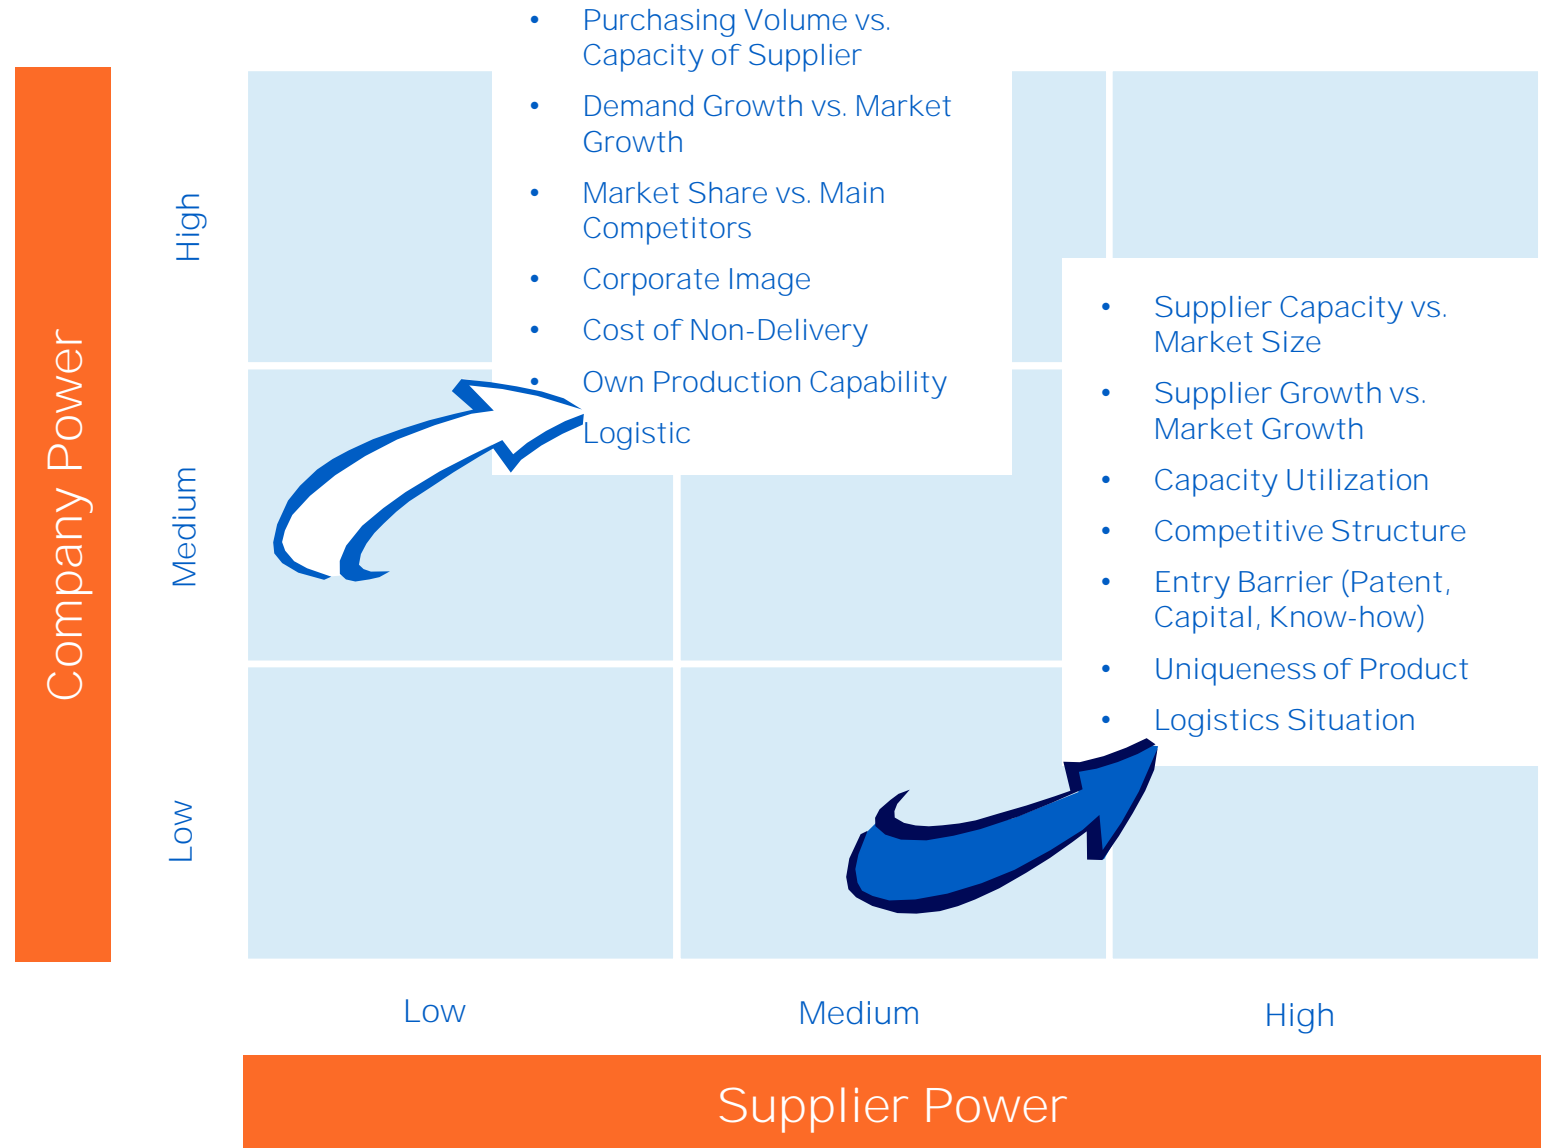 • Purchasing Volume vs.
Capacity of Supplier
• Demand Growth vs. Market
Growth
• Market Share vs. Main
Competitors
• Corporate Image
• Cost of Non-Delivery
• Own Production Capability
Logistic
• Supplier Capacity vs.
Market Size
• Supplier Growth vs.
Market Growth
• Capacity Utilization
• Competitive Structure
• Entry Barrier (Patent,
Capital, Know-how)
• Uniqueness of Product
• Logistics Situation
Company Power
High
Medium
Low
Low
Medium
High
Supplier Power